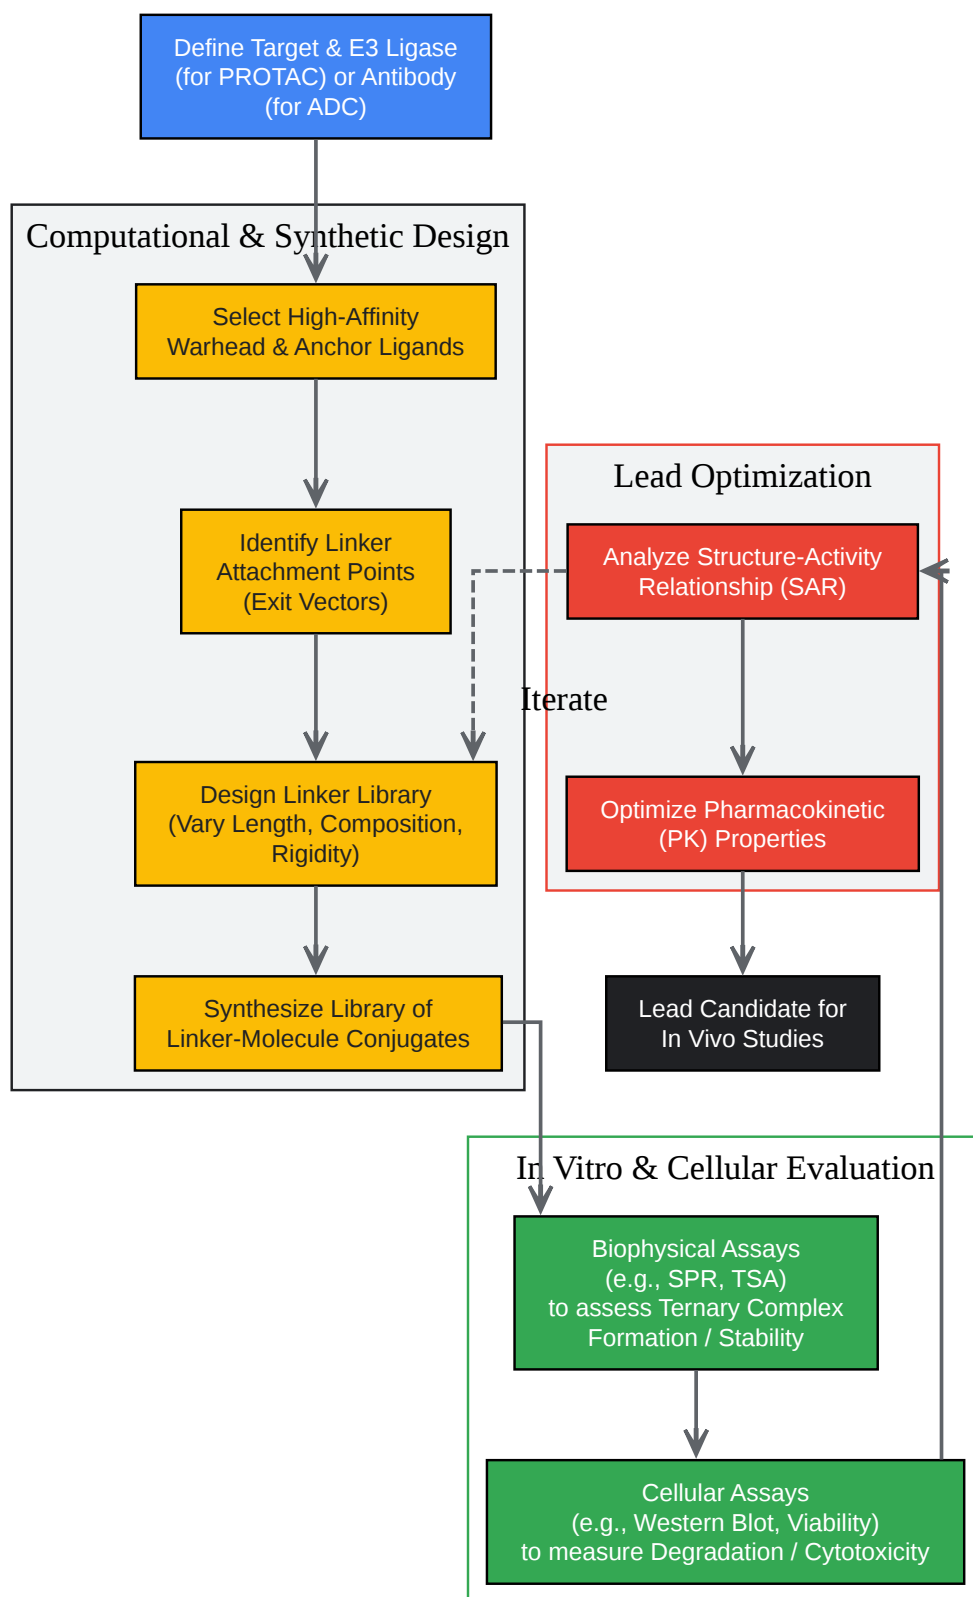 Define Target & E3 Ligase
(for PROTAC) or Antibody
(for ADC)
Computational & Synthetic Design
Select High-Affinity
Warhead & Anchor Ligands
Identify Linker
Attachment Points
(Exit Vectors)
Design Linker Library
(Vary Length, Composition,
Rigidity)
Synthesize Library of
Linker-Molecule Conjugates
Lead Optimization
Analyze Structure-Activity
Relationship (SAR)
Iterate
Optimize Pharmacokinetic
(PK) Properties
Lead Candidate for
In Vivo Studies
In Vitro & Cellular Evaluation
Biophysical Assays
(e.g., SPR, TSA)
to assess Ternary Complex
Formation / Stability
Cellular Assays
(e.g., Western Blot, Viability)
to measure Degradation / Cytotoxicity